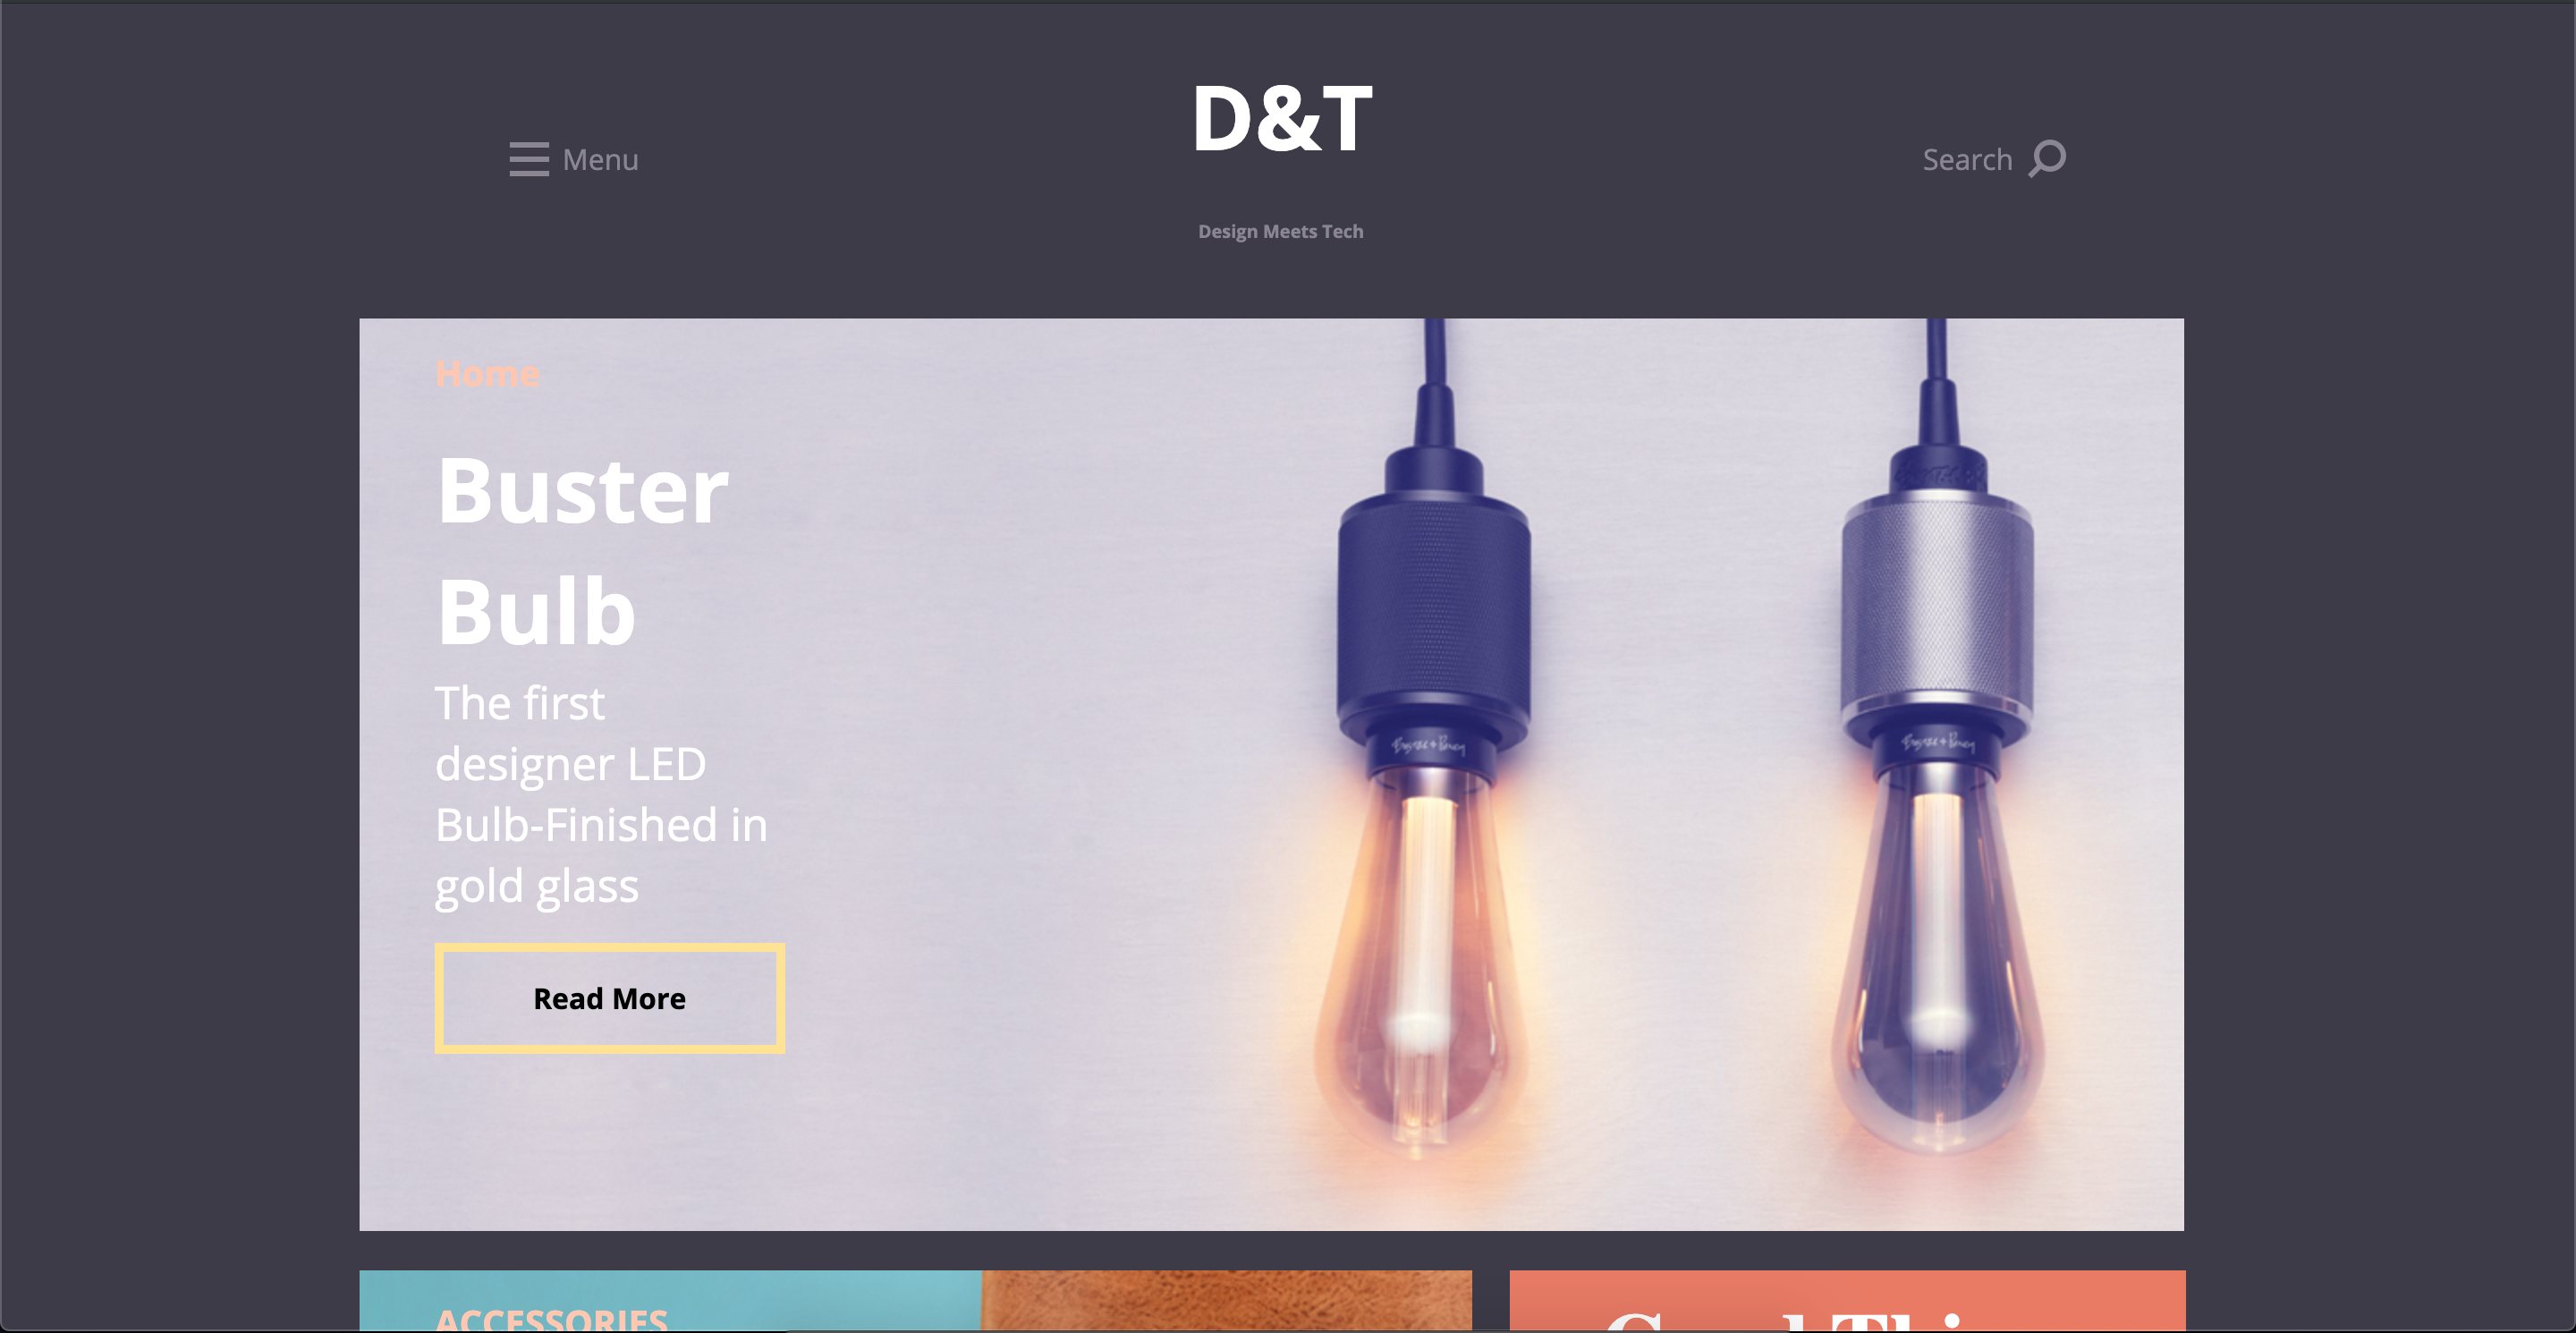 D&T
Menu
Search
Design Meets Tech
Home
Buster
Bulb
The first
designer LED
Bulb-Finished in
gold glass
Read More
ACCESSORIES